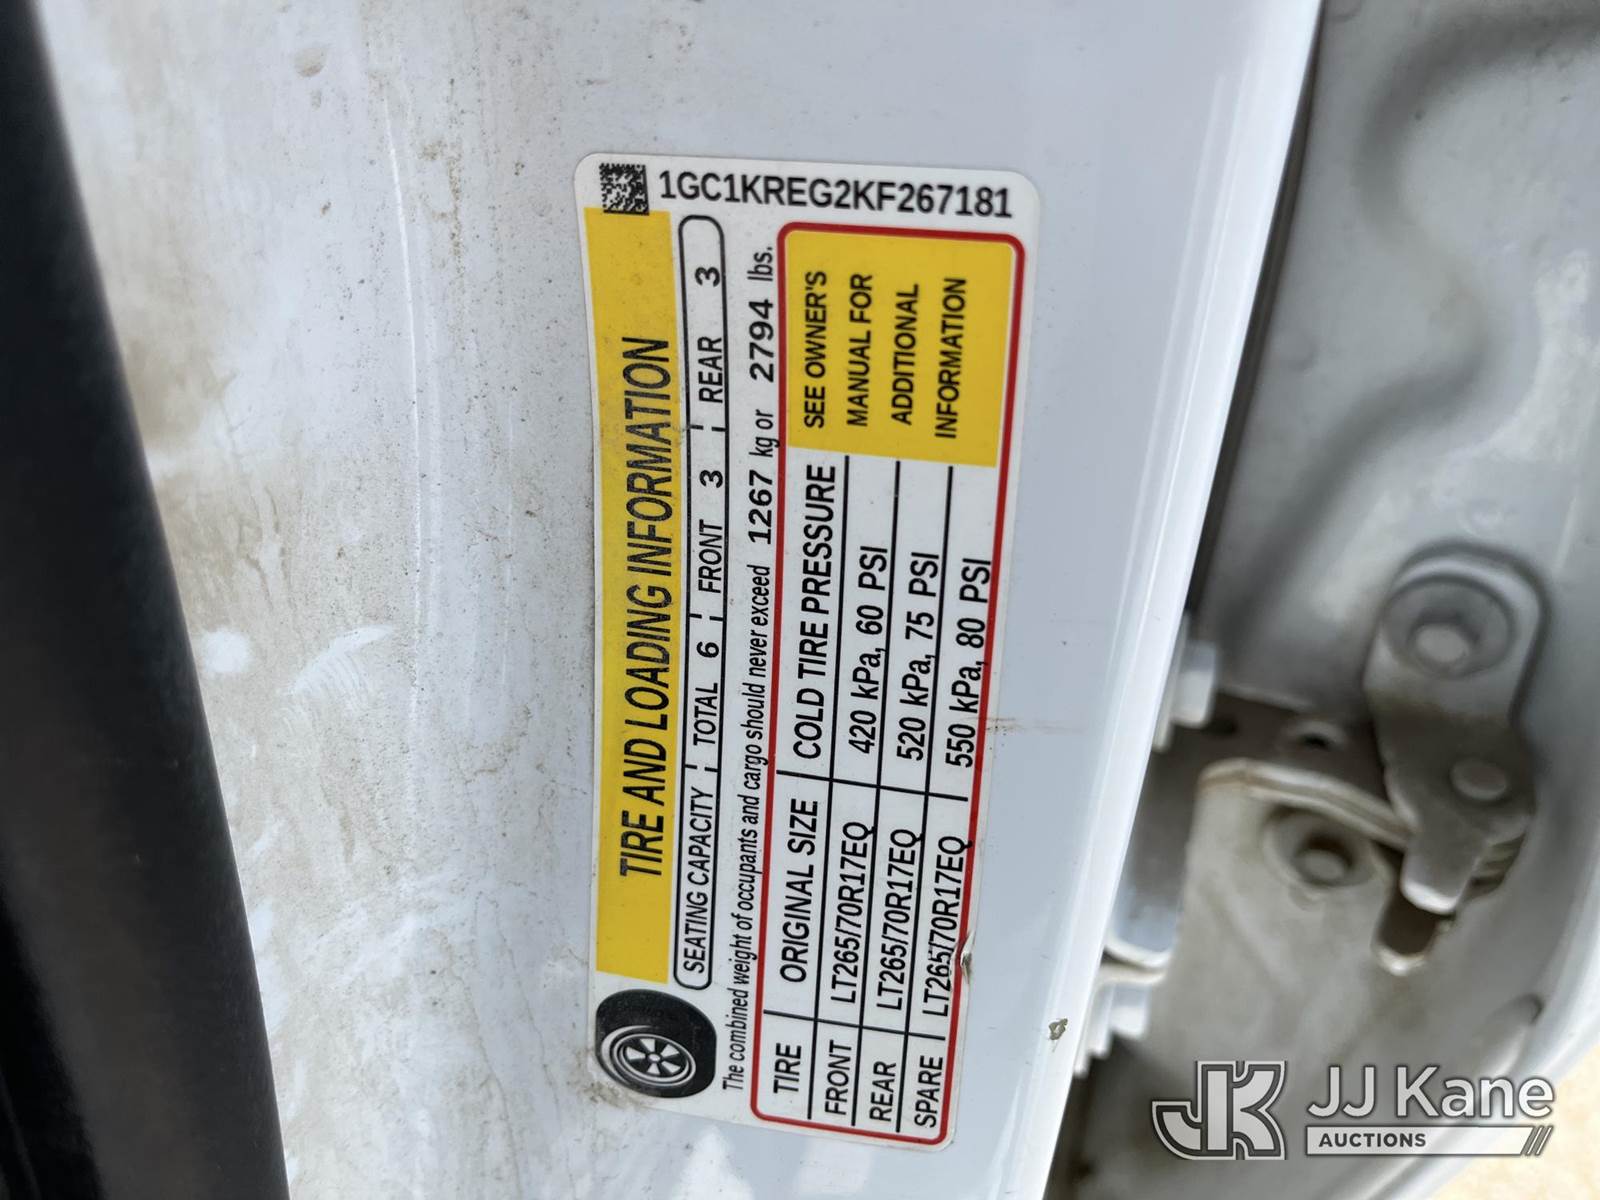 1GC1KREG2KF267181
TIRE AND LOADING INFORMATION
SEATING CAPACITY TOTAL 6 FRONT 3 REAR 3
The combined weight of occupants and cargo should never exceed 1267 kg or 2794 lbs.
TIRE ORIGINAL SIZE COLD TIRE PRESSURE
FRONT LT265/70R17EQ 420 kPa, 60 PSI
REAR LT265/70R17EQ 520 kPa, 75 PSI
SPARE LT265/70R17EQ 550 kPa, 80 PSI
SEE OWNER'S
MANUAL FOR
ADDITIONAL
INFORMATION
JK JJ Kane
AUCTIONS